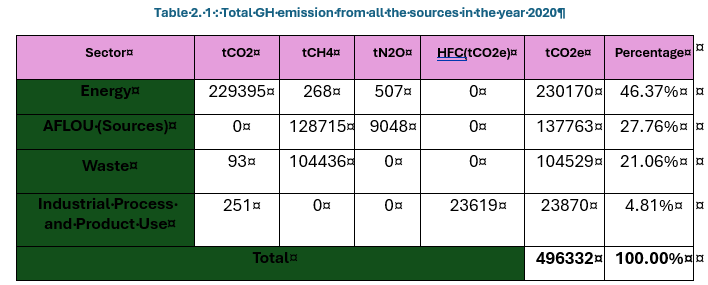 Table·2.·1·:·Total·GH·emission·from·all·the·sources·in·the·year·2020¶
Sector¤ tCO2¤ tCH4¤ tN2O¤ HFC(tCO2e)¤ tCO2e¤ Percentage¤ ¤
Energy¤ 229395¤ 268¤ 507¤ 0¤ 230170¤ 46.37%¤ ¤
AFLOU·(Sources)¤ 0¤ 128715¤ 9048¤ 0¤ 137763¤ 27.76%¤ ¤
Waste¤ 93¤ 104436¤ 0¤ 0¤ 104529¤ 21.06%¤ ¤
Industrial·Process· 251¤ 0¤ 0¤ 23619¤ 23870¤ 4.81%¤ ¤
and·Product·Use¤
Total¤ 496332¤ 100.00%¤ ¤